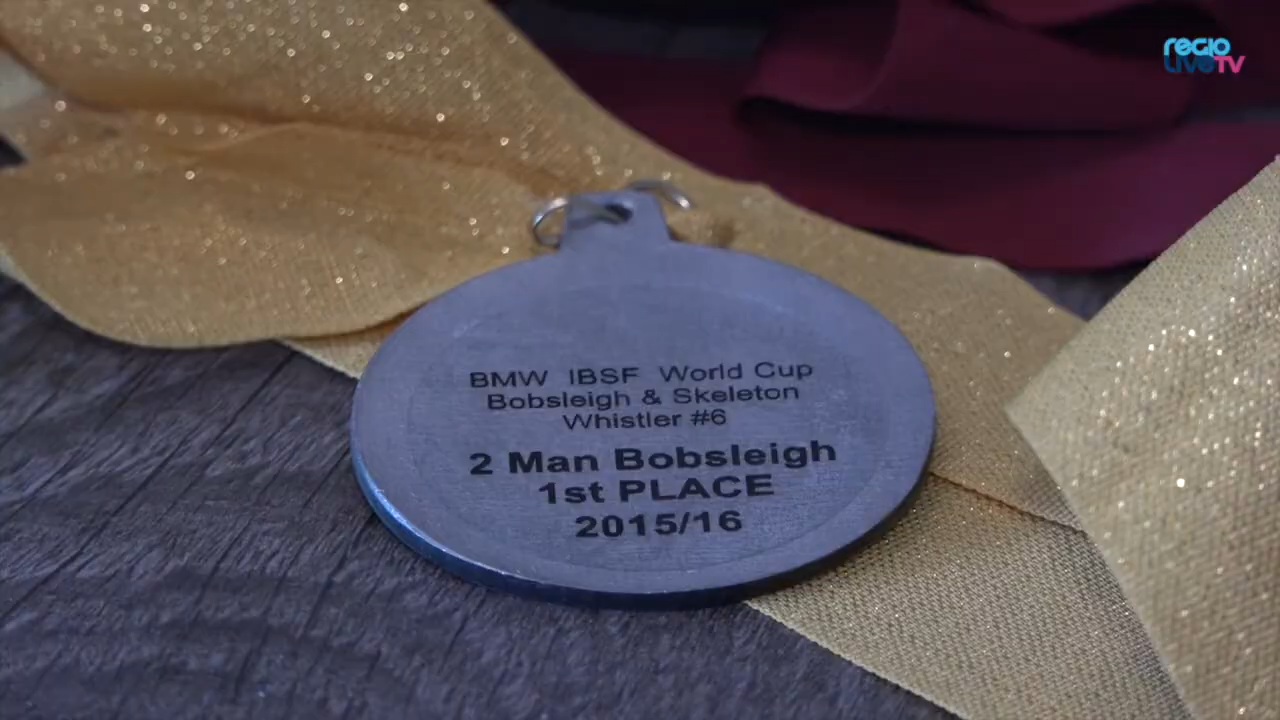 regio
LIVETV
BMW IBSF World Cup
Bobsleigh & Skeleton
Whistler #6
2 Man Bobsleigh
1st PLACE
2015/16